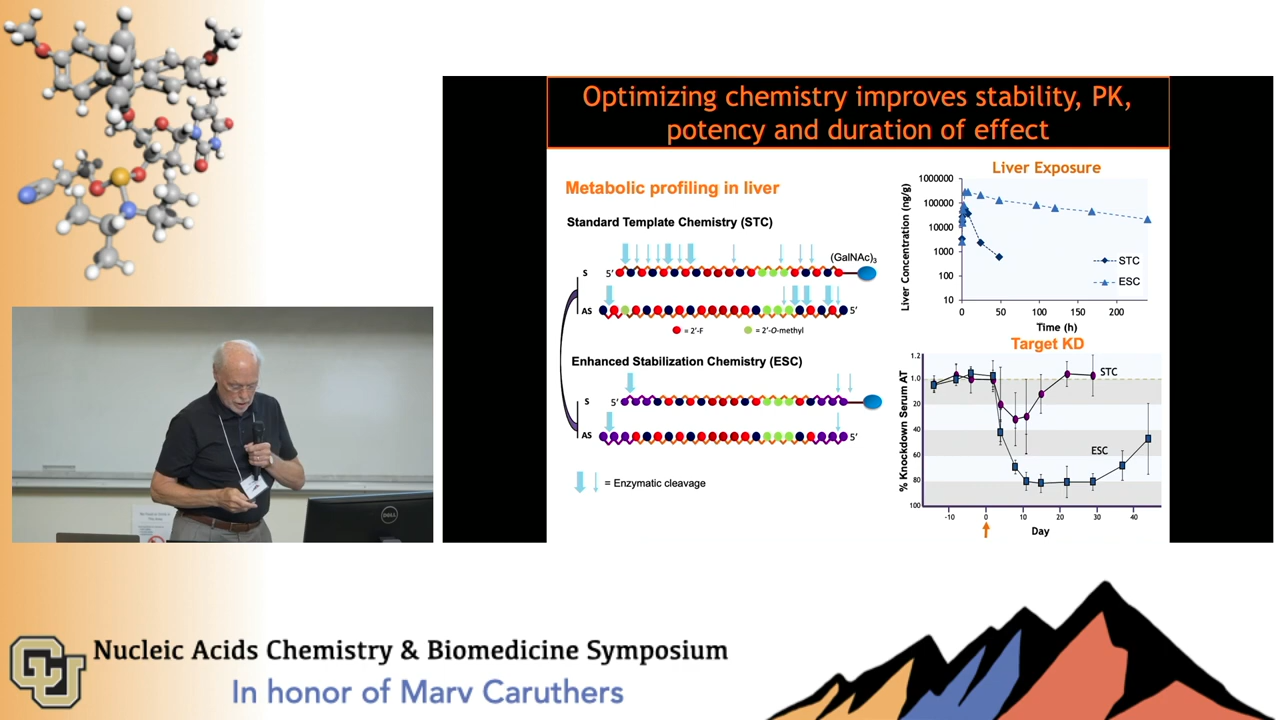 Optimizing chemistry improves stability, PK,
potency and duration of effect
Metabolic profiling in liver
Standard Template Chemistry (STC)
(GalNAc)3
S
5'
AS
5'
= 2'-F
= 2'-O-methyl
Enhanced Stabilization Chemistry (ESC)
S
5'
AS
5'
= Enzymatic cleavage
Liver Exposure
Liver Concentration (ng/g)
1000000
100000
10000
1000
100
10
STC
ESC
0
50
100
150
200
Time (h)
Target KD
% Knockdown Serum AT
1.2
1.0
20
40
60
80
100
STC
ESC
-10
0
10
20
30
40
Day
DELL
CU
Nucleic Acids Chemistry & Biomedicine Symposium
In honor of Marv Caruthers